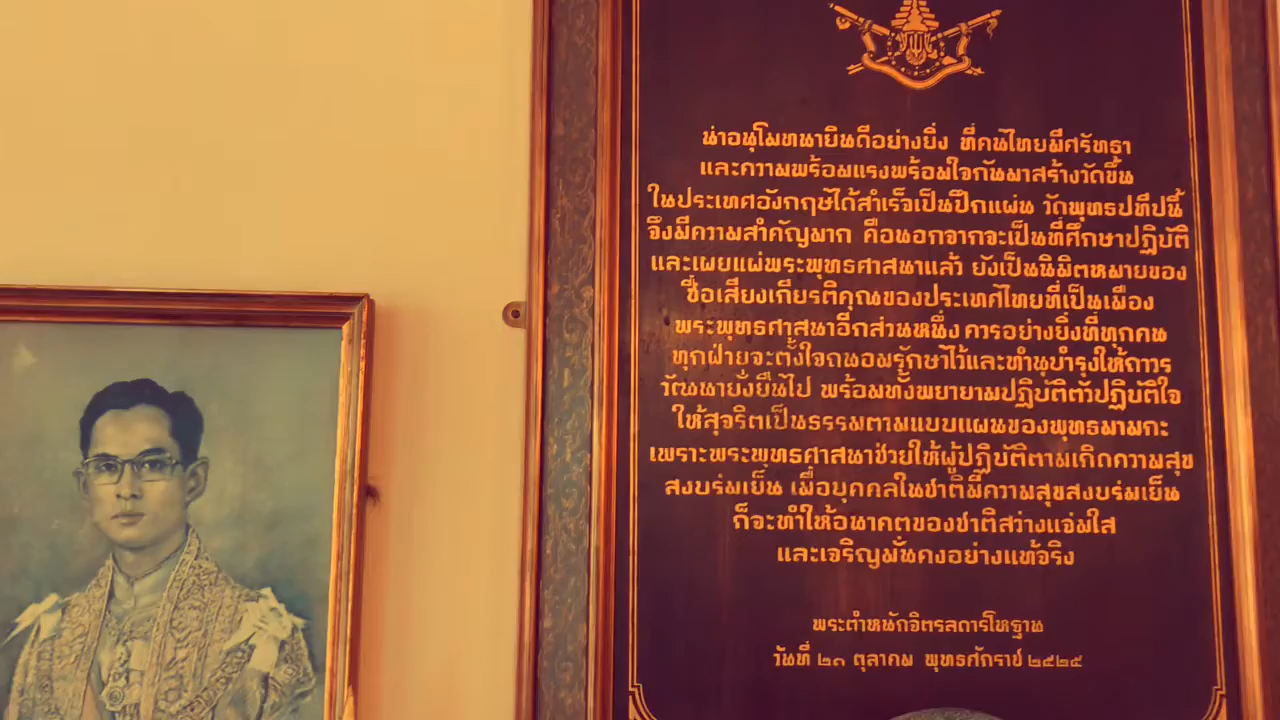 น่าอนุโมทนายินดีอย่างยิ่ง ที่คนไทยมีศรัทธา
และความพร้อมแรงพร้อมใจกันมาสร้างวัดขึ้น
ในประเทศอังกฤษได้สำเร็จเป็นปึกแผ่น วัดพุทธปทีปนี้
จึงมีความสำคัญมาก คือนอกจากจะเป็นที่ศึกษาปฏิบัติ
และเผยแผ่พระพุทธศาสนาแล้ว ยังเป็นนิมิตหมายของ
ชื่อเสียงเกียรติคุณของประเทศไทยที่เป็นเมือง
พระพุทธศาสนาอีกส่วนหนึ่ง ควรอย่างยิ่งที่ทุกคน
ทุกฝ่ายจะตั้งใจถนอมรักษาไว้และทำนุบำรุงให้ถาวร
วัฒนายั่งยืนไป พร้อมทั้งพยายามปฏิบัติตัวปฏิบัติใจ
ให้สุจริตเป็นธรรมตามแบบแผนของพุทธมามกะ
เพราะพระพุทธศาสนาช่วยให้ผู้ปฏิบัติตามเกิดความสุข
สงบร่มเย็น เมื่อบุคคลในชาติมีความสุขสงบร่มเย็น
ก็จะทำให้อนาคตของชาติสว่างแจ่มใส
และเจริญมั่นคงอย่างแท้จริง
พระตำหนักจิตรลดารโหฐาน
วันที่ ๒๑ ตุลาคม พุทธศักราช ๒๕๒๕